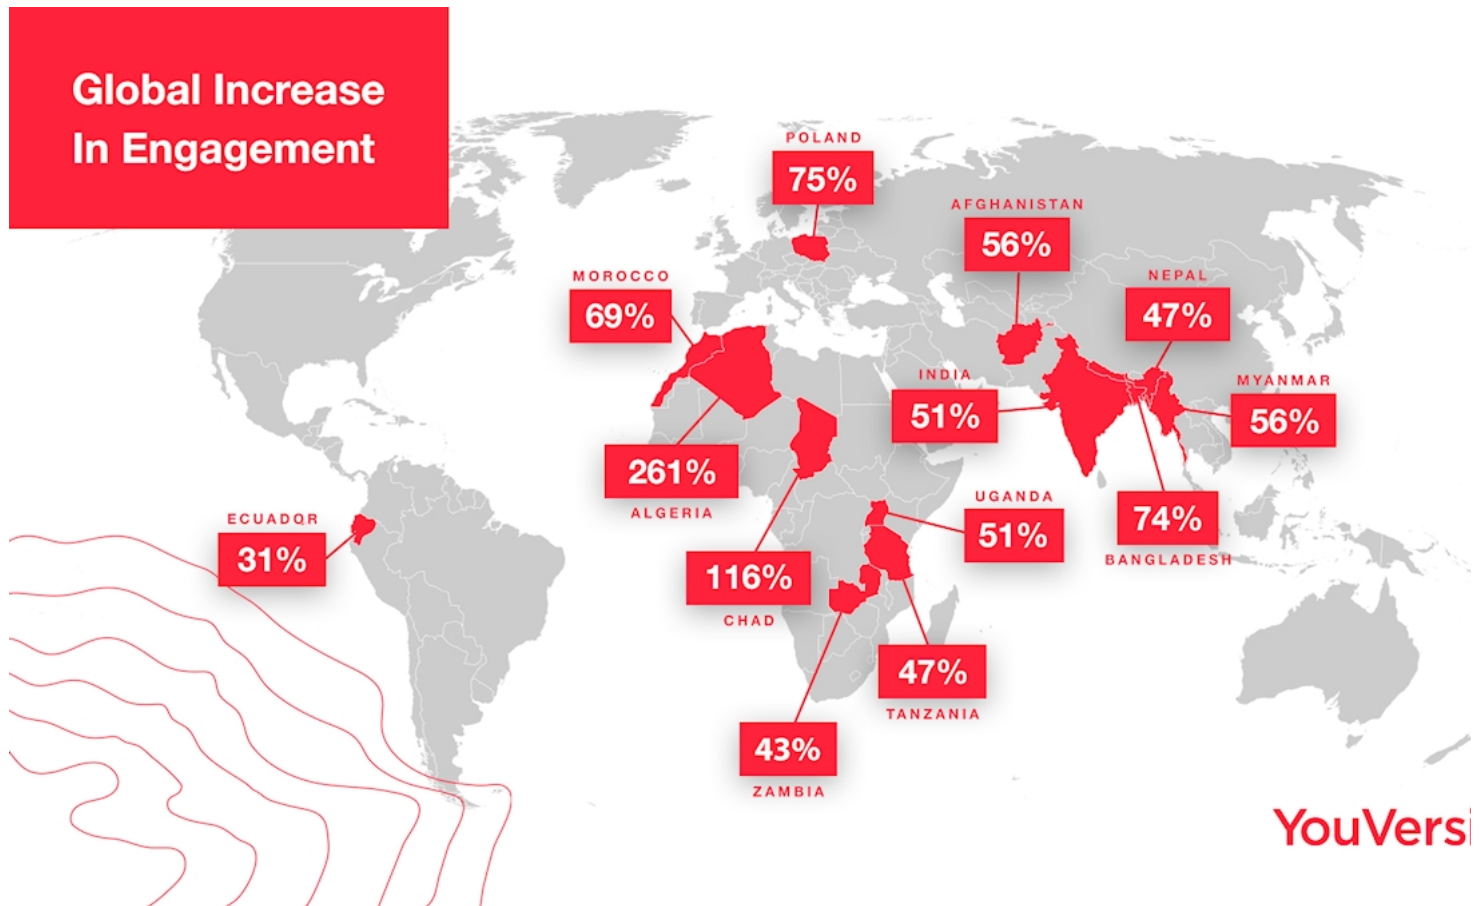 Global Increase
In Engagement
POLAND
75%
AFGHANISTAN
56%
NEPAL
47%
MOROCCO
69%
INDIA
51%
MYANMAR
56%
261%
ALGERIA
UGANDA
51%
74%
BANGLADESH
ECUADOR
31%
116%
CHAD
47%
TANZANIA
43%
ZAMBIA
YouVersi